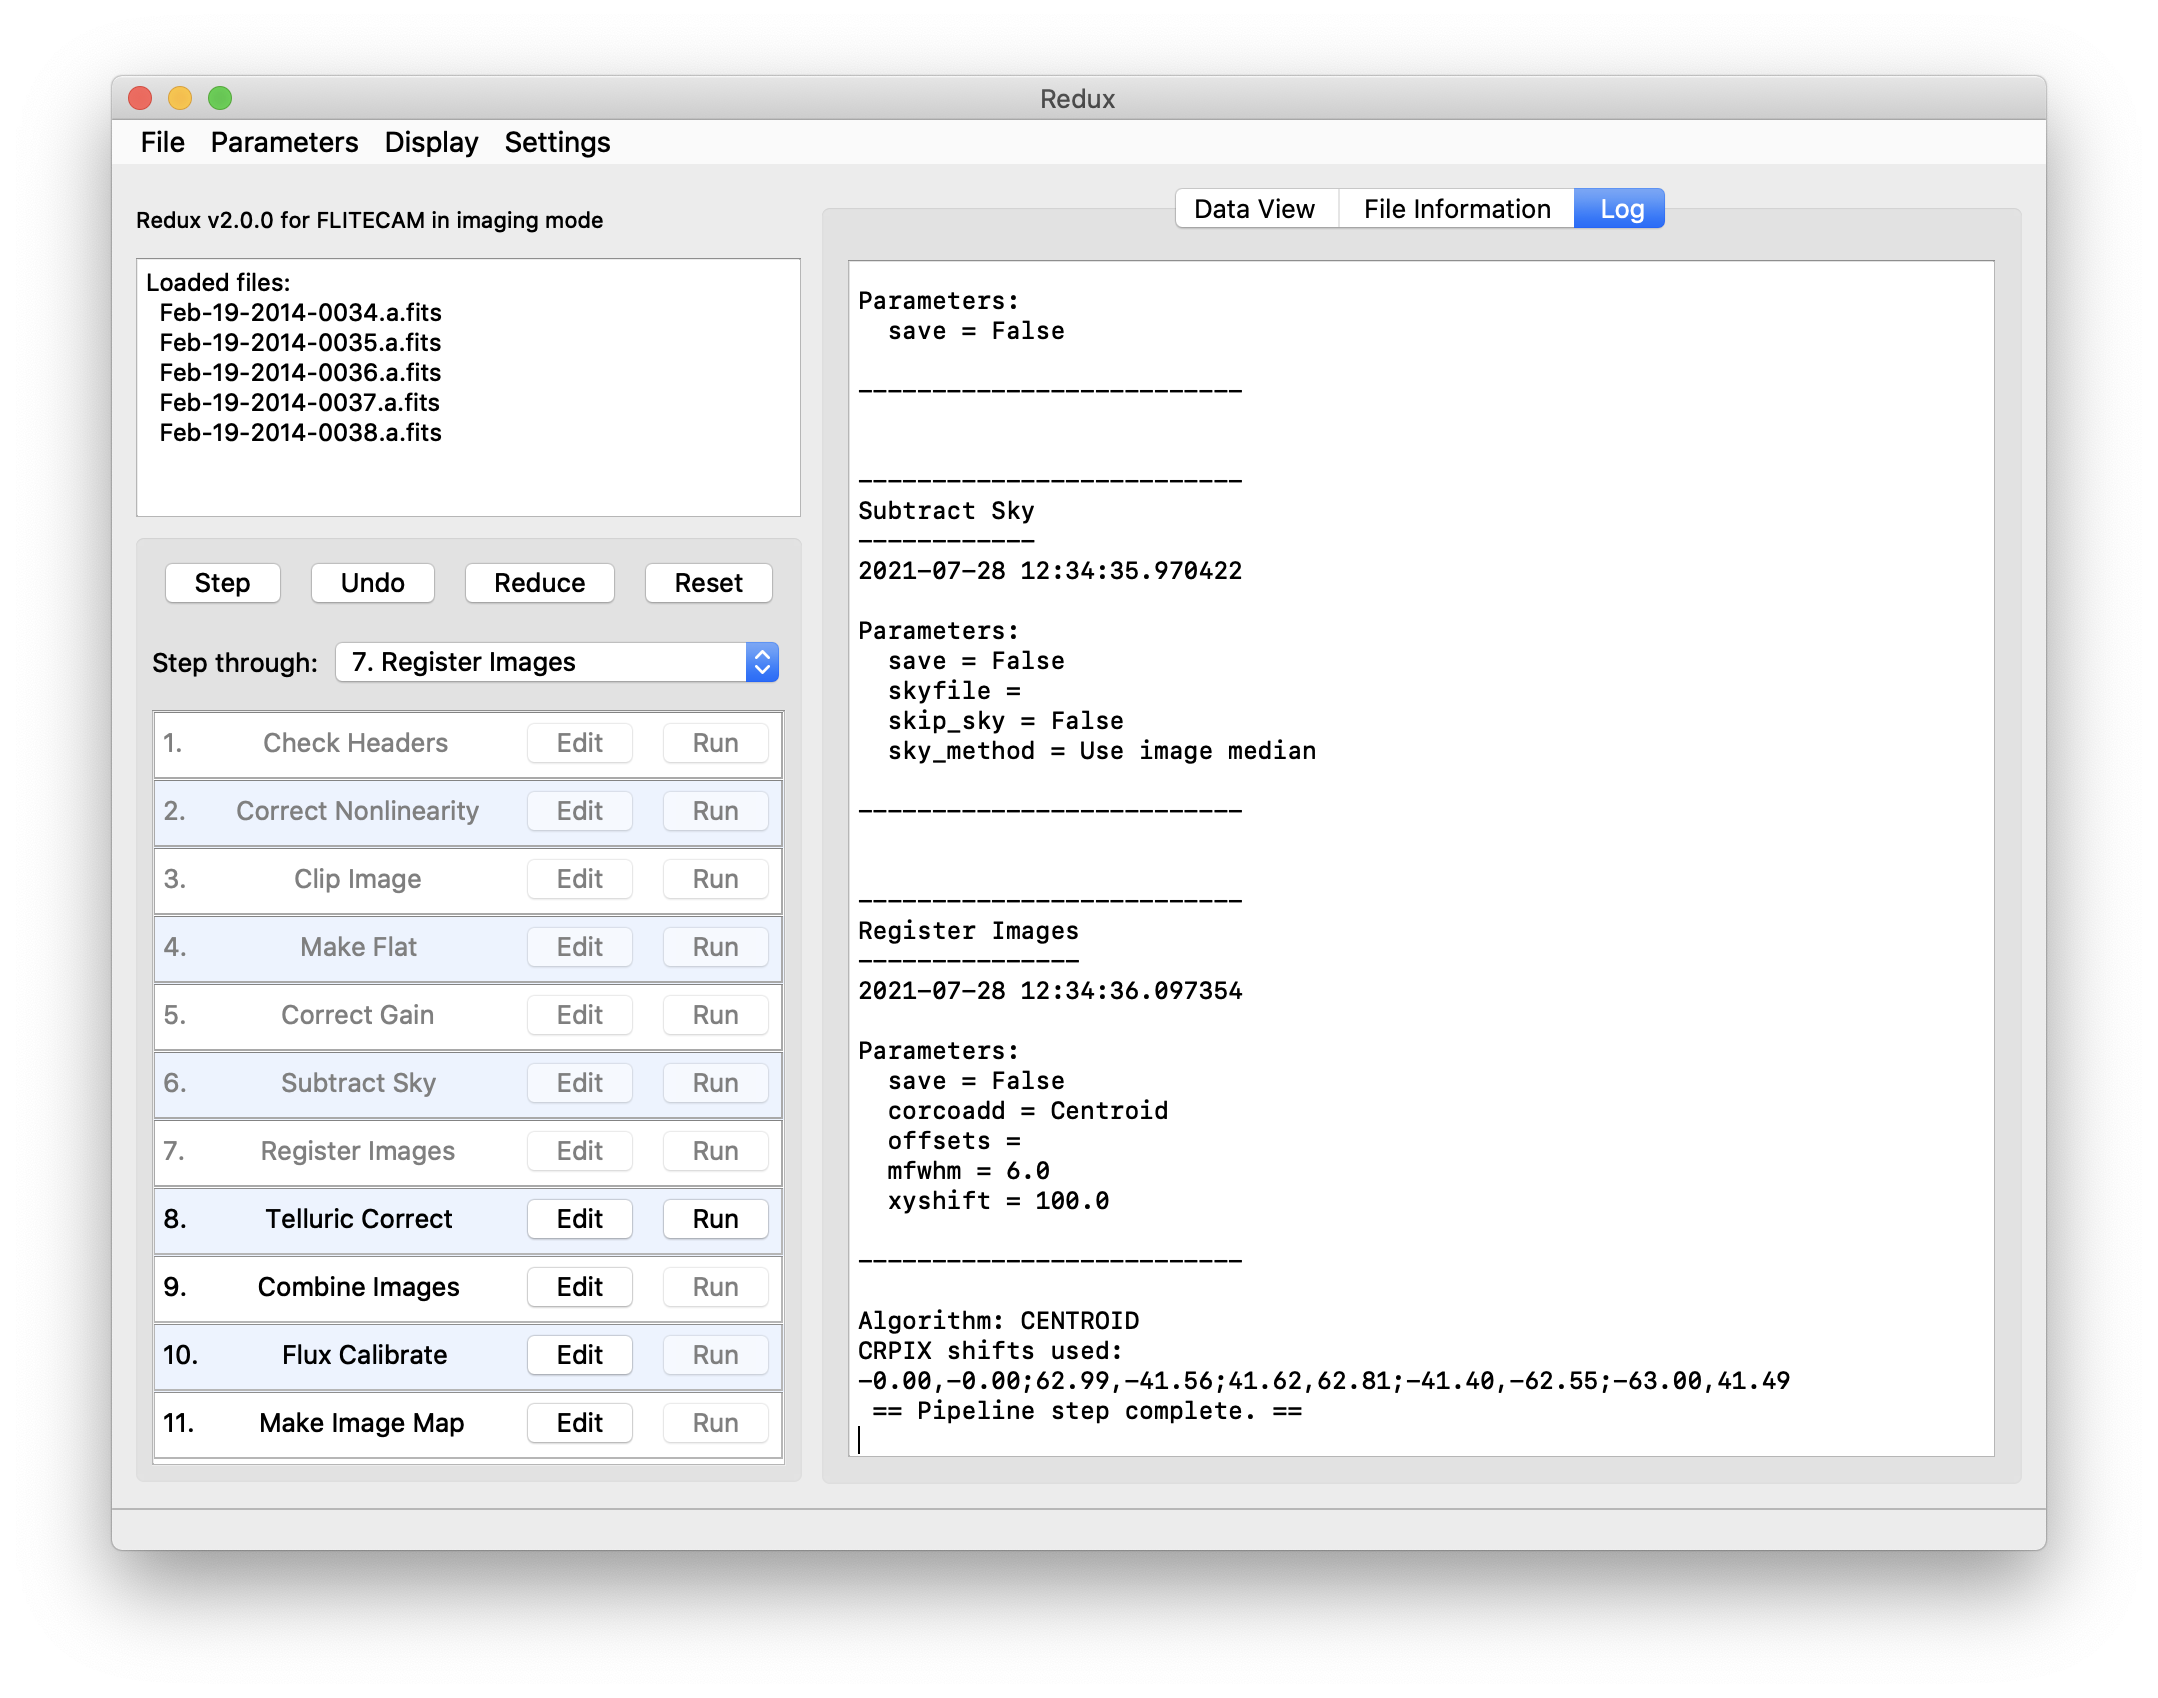 Redux
File Parameters Display Settings
Redux v2.0.0 for FLITECAM in imaging mode
Loaded files:
Feb-19-2014-0034.a.fits
Feb-19-2014-0035.a.fits
Feb-19-2014-0036.a.fits
Feb-19-2014-0037.a.fits
Feb-19-2014-0038.a.fits
Step Undo Reduce Reset
Step through: 7. Register Images
1. Check Headers Edit Run
2. Correct Nonlinearity Edit Run
3. Clip Image Edit Run
4. Make Flat Edit Run
5. Correct Gain Edit Run
6. Subtract Sky Edit Run
7. Register Images Edit Run
8. Telluric Correct Edit Run
9. Combine Images Edit Run
10. Flux Calibrate Edit Run
11. Make Image Map Edit Run
Data View File Information Log
Parameters:
save = False
--------------------------
--------------------------
Subtract Sky
------------
2021-07-28 12:34:35.970422
Parameters:
save = False
skyfile =
skip_sky = False
sky_method = Use image median
--------------------------
--------------------------
Register Images
---------------
2021-07-28 12:34:36.097354
Parameters:
save = False
corcoadd = Centroid
offsets =
mfwhm = 6.0
xyshift = 100.0
--------------------------
Algorithm: CENTROID
CRPIX shifts used:
-0.00,-0.00;62.99,-41.56;41.62,62.81;-41.40,-62.55;-63.00,41.49
== Pipeline step complete. ==